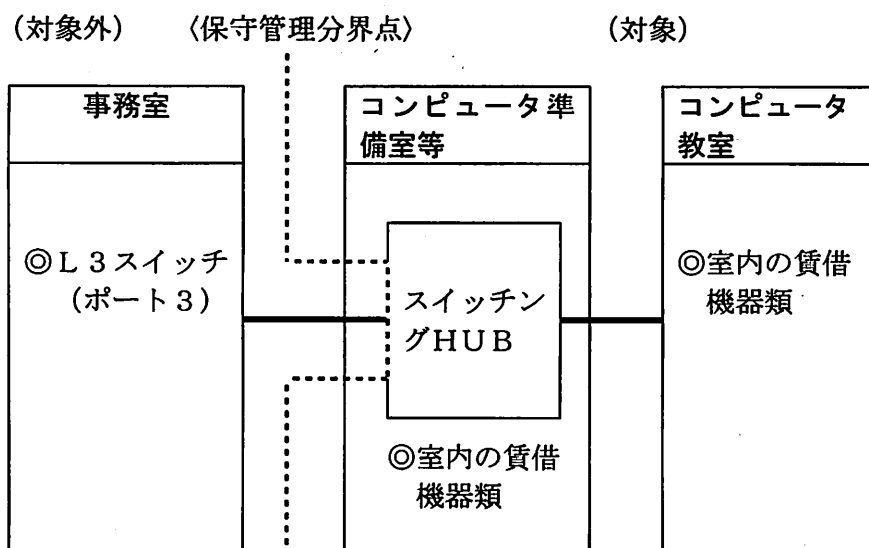 (対象外)
〈保守管理分界点〉
(対象)
事務室
コンピュータ準
備室等
コンピュータ
教室
◎L3スイッチ
(ポート3)
スイッチン
グHUB
◎室内の賃借
機器類
◎室内の賃借
機器類